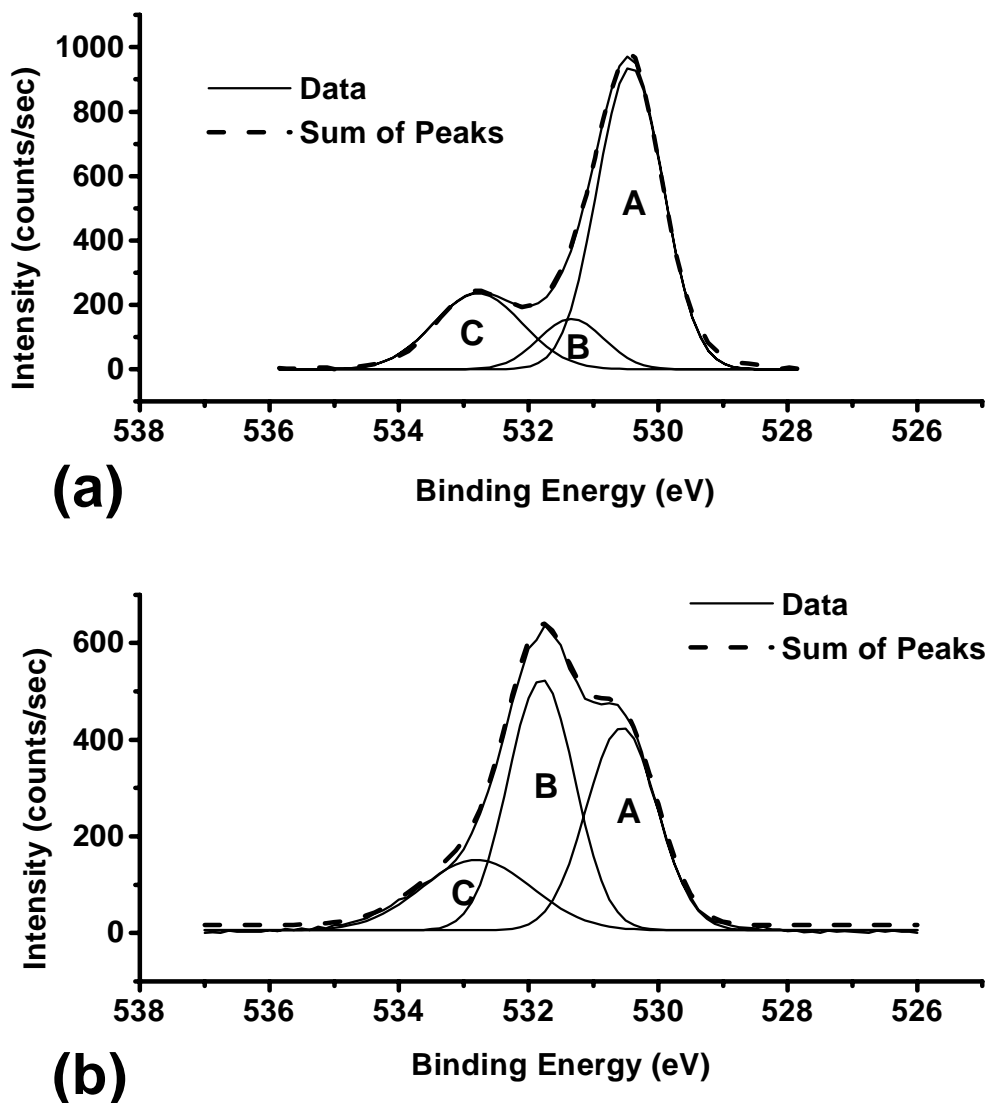 1000
800
600
400
200
0
Intensity (counts/sec)
Data
Sum of Peaks
A
B
C
538 536 534 532 530 528 526
Binding Energy (eV)
(a)
600
400
200
0
Intensity (counts/sec)
Data
Sum of Peaks
B
A
C
538 536 534 532 530 528 526
Binding Energy (eV)
(b)